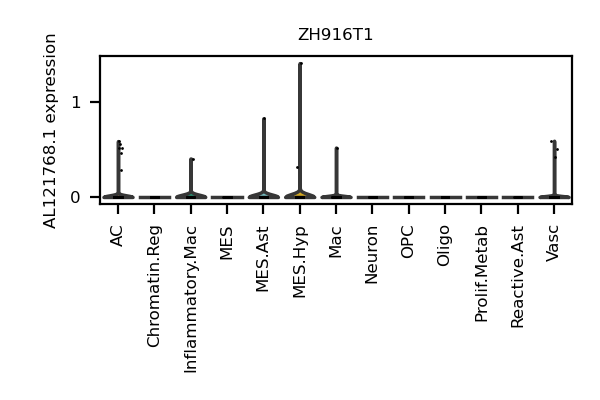 ZH916T1
AL121768.1 expression
1
0
AC
Chromatin.Reg
Inflammatory.Mac
MES
MES.Ast
MES.Hyp
Mac
Neuron
OPC
Oligo
Prolif.Metab
Reactive.Ast
Vasc